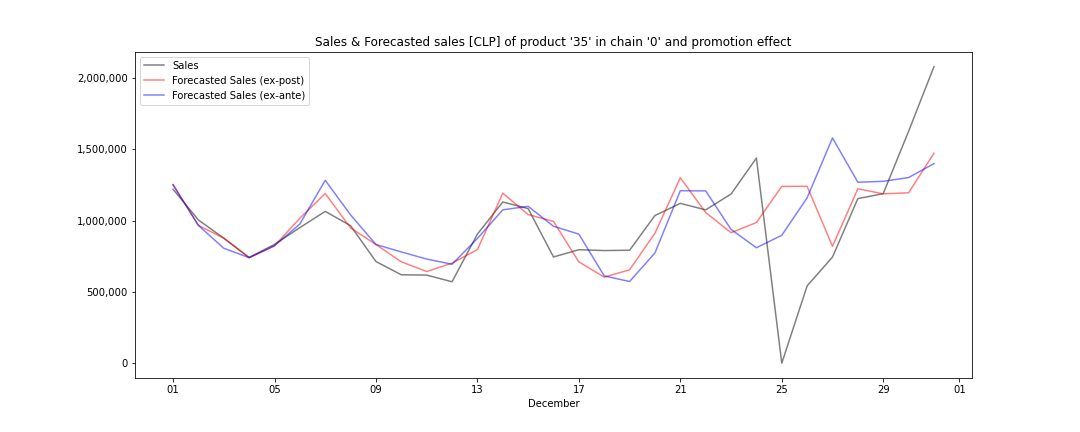 Sales & Forecasted sales [CLP] of product '35' in chain '0' and promotion effect
Sales
Forecasted Sales (ex-post)
Forecasted Sales (ex-ante)
2,000,000
1,500,000
1,000,000
500,000
0
01 05 09 13 17 21 25 29 01
December